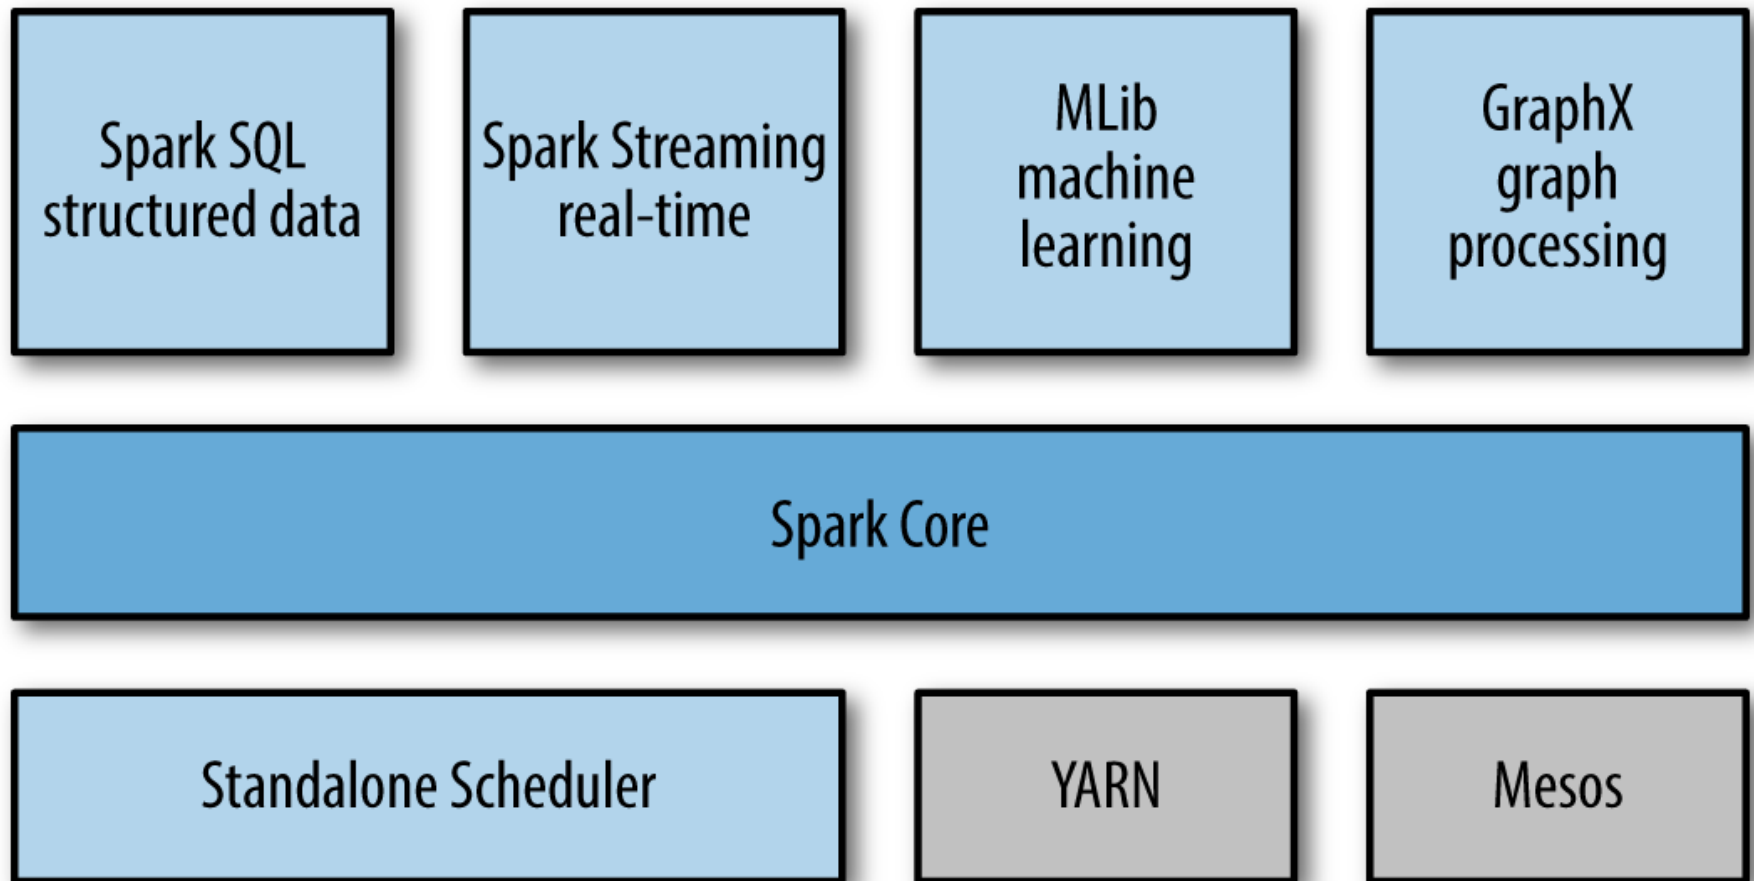 Spark SQL
structured data
Spark Streaming
real-time
MLib
machine
learning
GraphX
graph
processing
Spark Core
Standalone Scheduler
YARN
Mesos